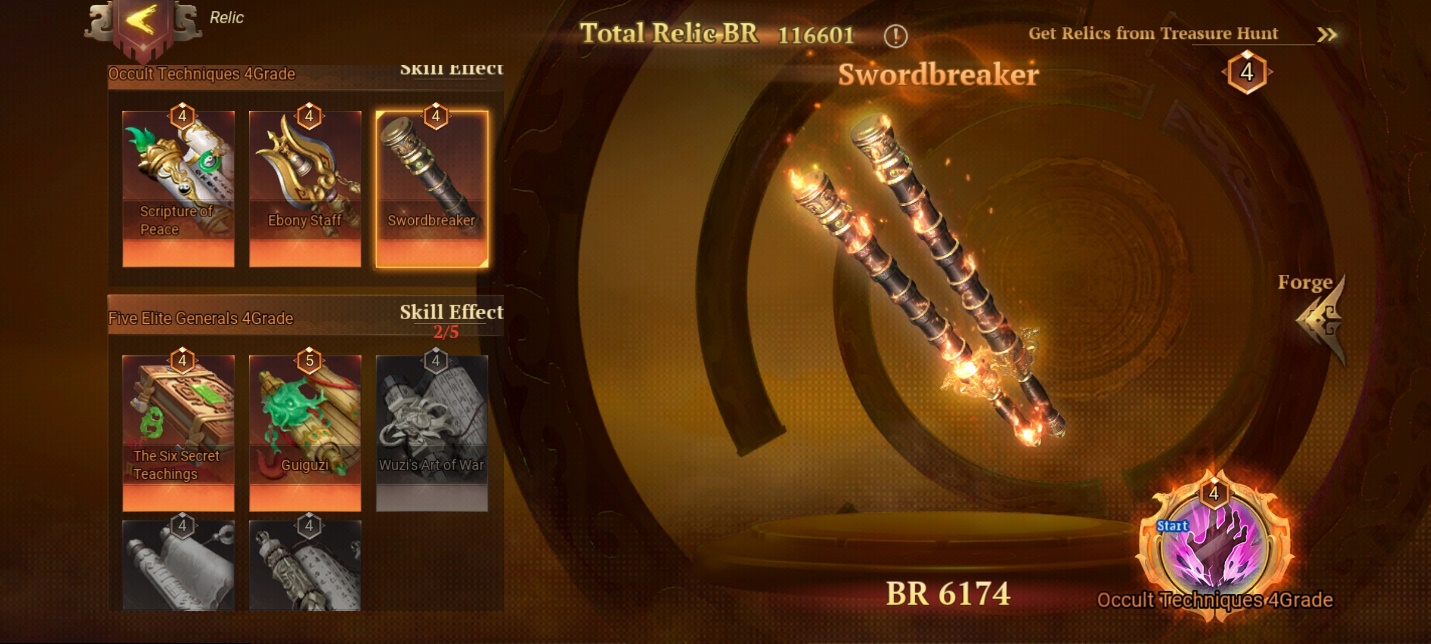 Relic
Total Relic BR 116601
Get Relics from Treasure Hunt
Occult Techniques 4Grade
Skill Effect
Swordbreaker
4
4
4
4
Scripture of
Peace
Ebony Staff
Swordbreaker
Forge
Five Elite Generals 4Grade
Skill Effect
2/5
4
5
4
The Six Secret
Teachings
Guiguzi
Wuzi's Art of War
4
4
4
Start
BR 6174
Occult Techniques 4Grade